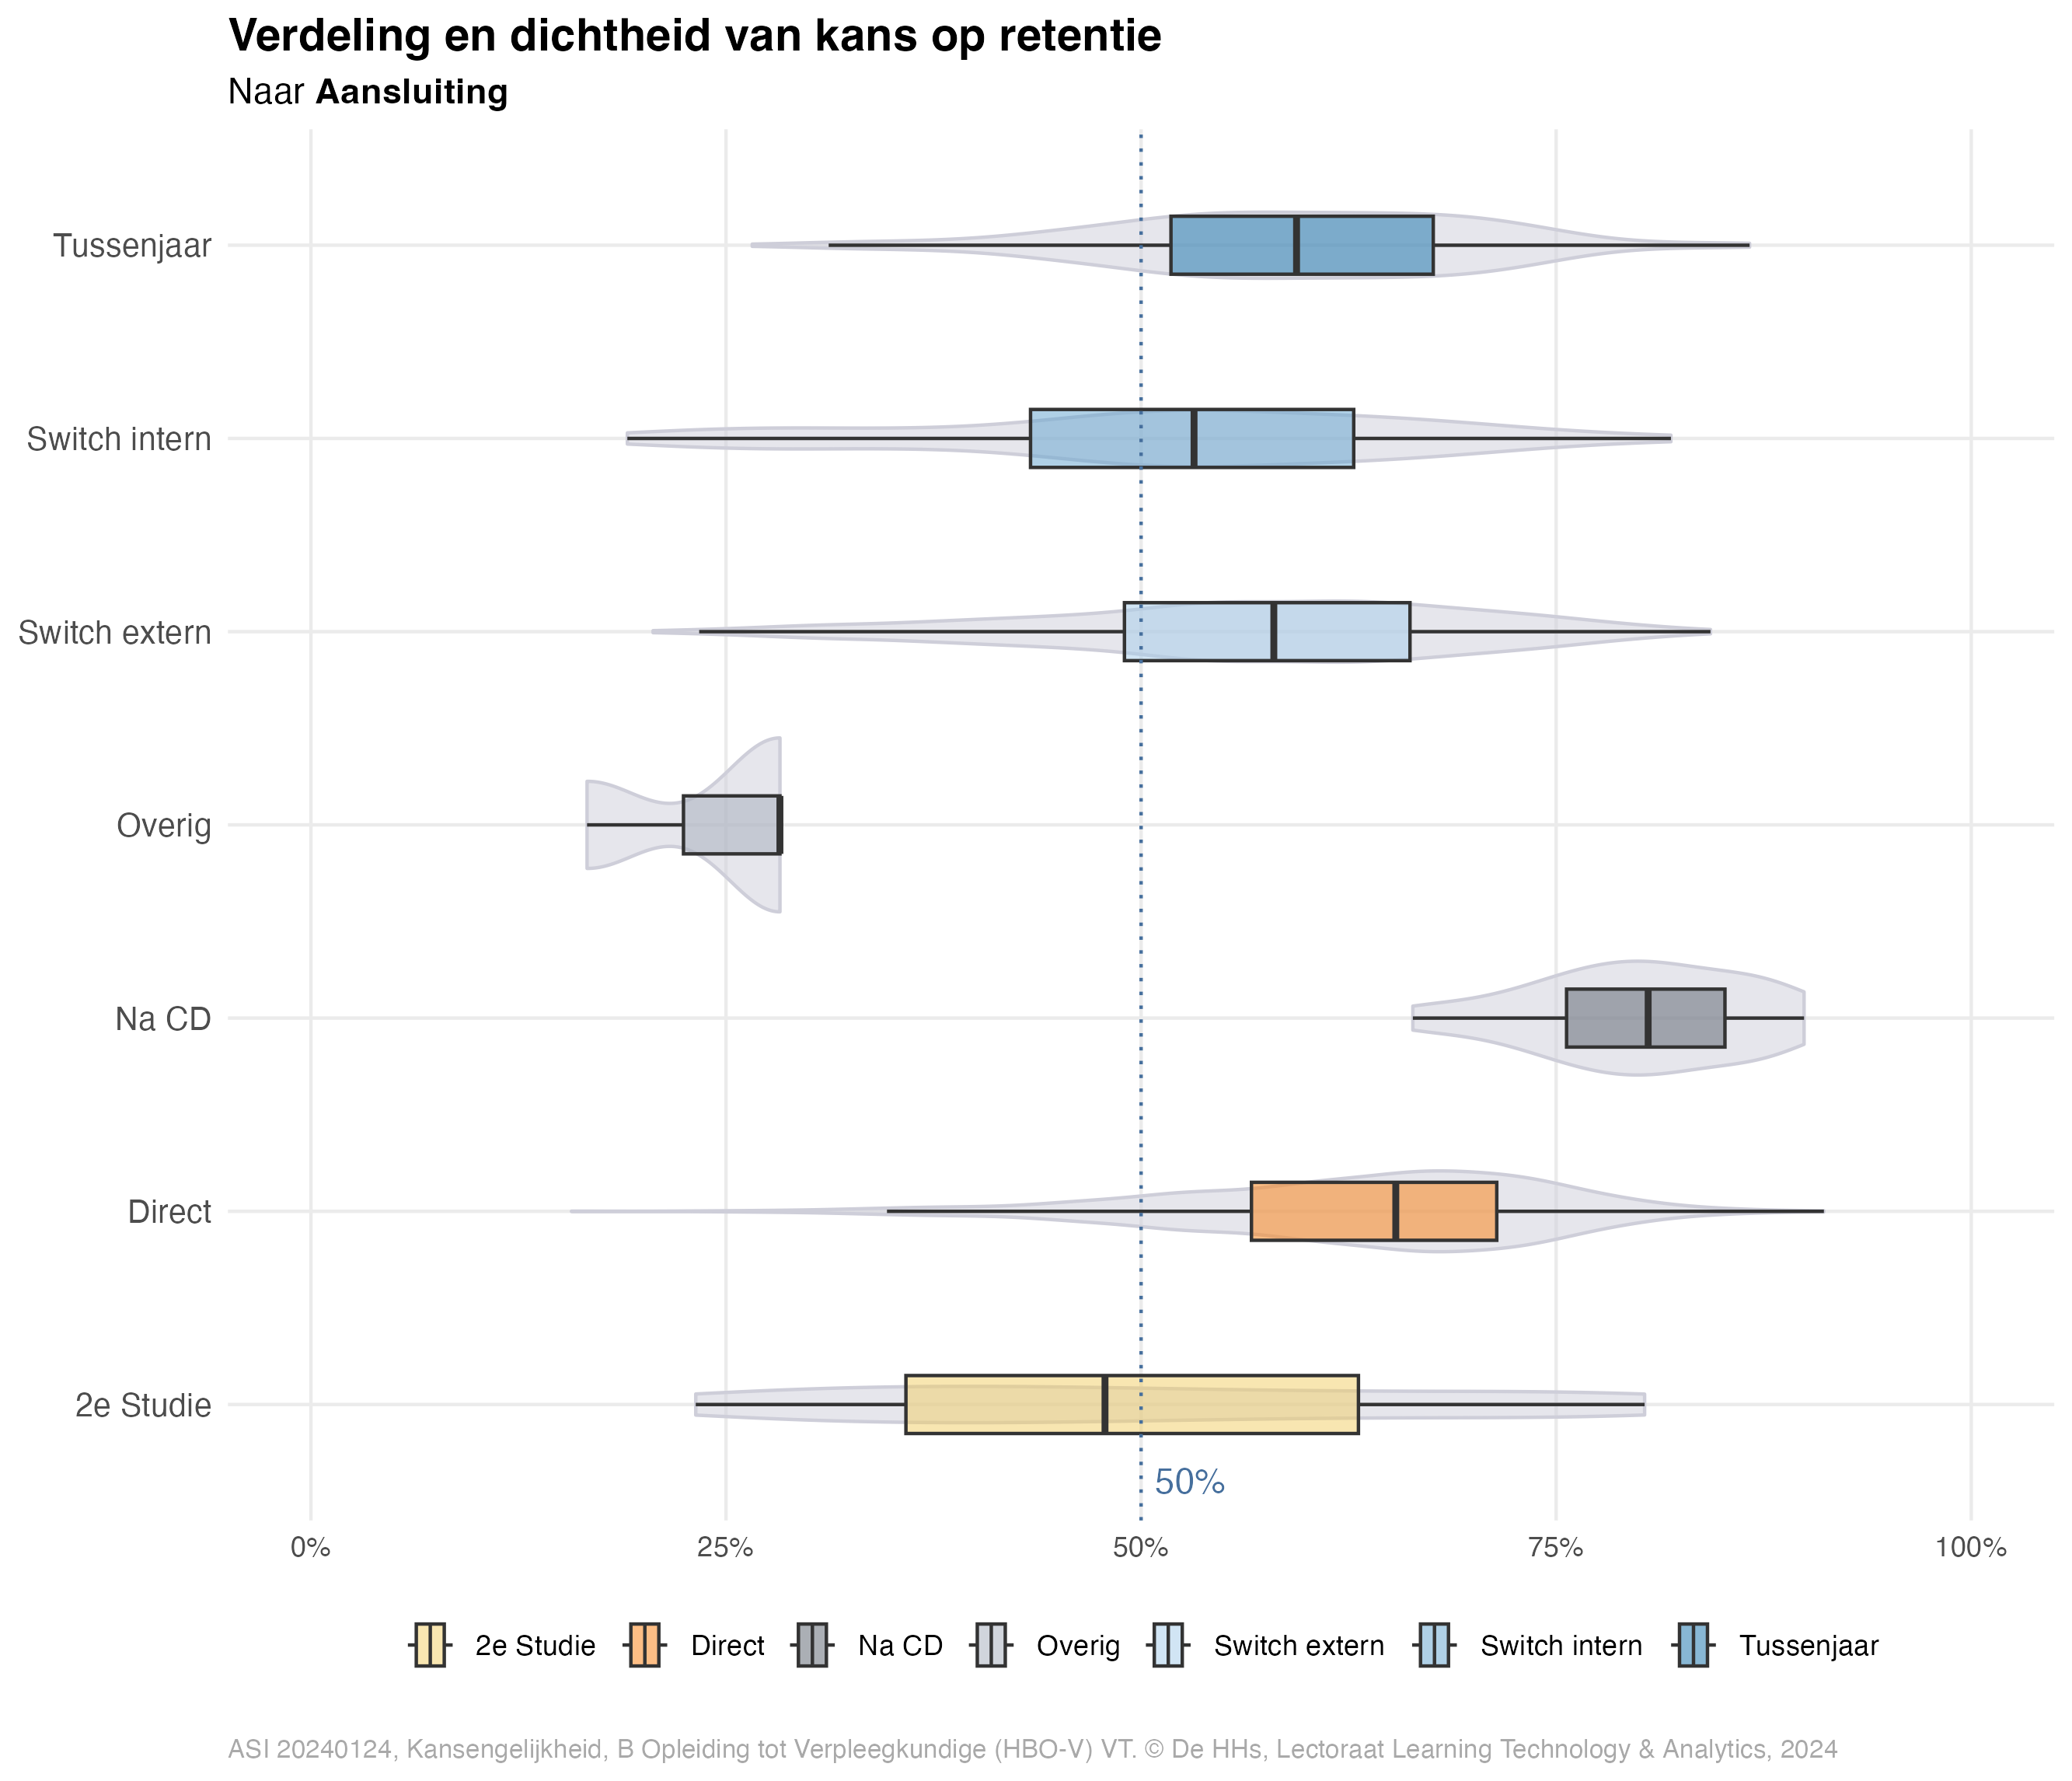 Verdeling en dichtheid van kans op retentie
Naar Aansluiting
Tussenjaar
Switch intern
Switch extern
Overig
Na CD
Direct
2e Studie
50%
0% 25% 50% 75% 100%
2e Studie Direct Na CD Overig Switch extern Switch intern Tussenjaar
ASI 20240124, Kansengelijkheid, B Opleiding tot Verpleegkundige (HBO-V) VT. © De HHs, Lectoraat Learning Technology & Analytics, 2024